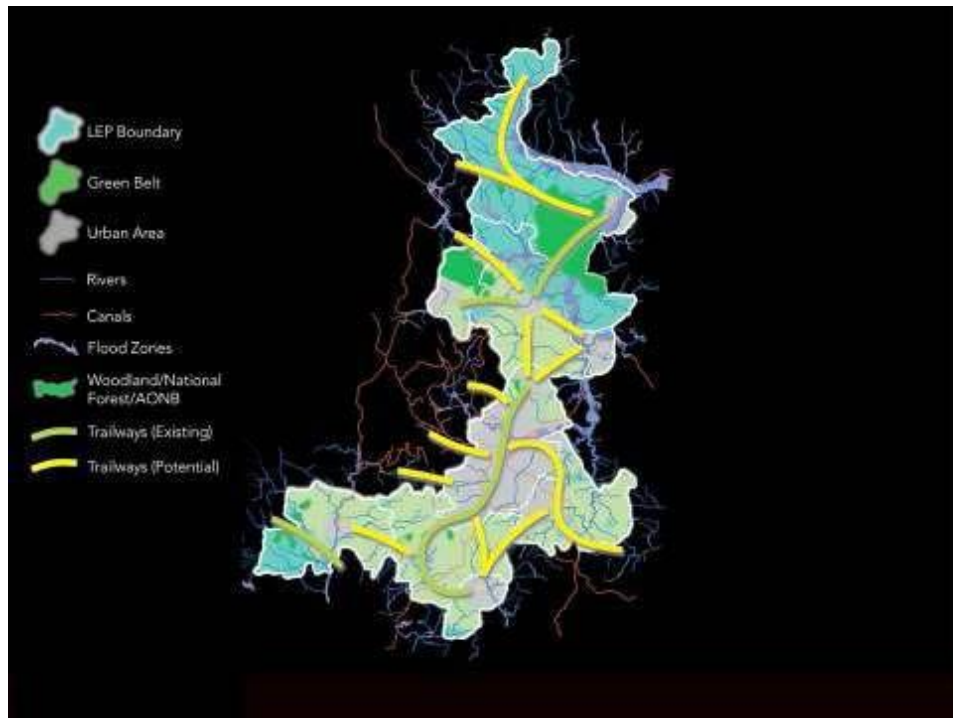 LEP Boundary
Green Belt
Urban Area
Rivers
Canals
Flood Zones
Woodland/National
Forest/AONB
Trailways (Existing)
Trailways (Potential)